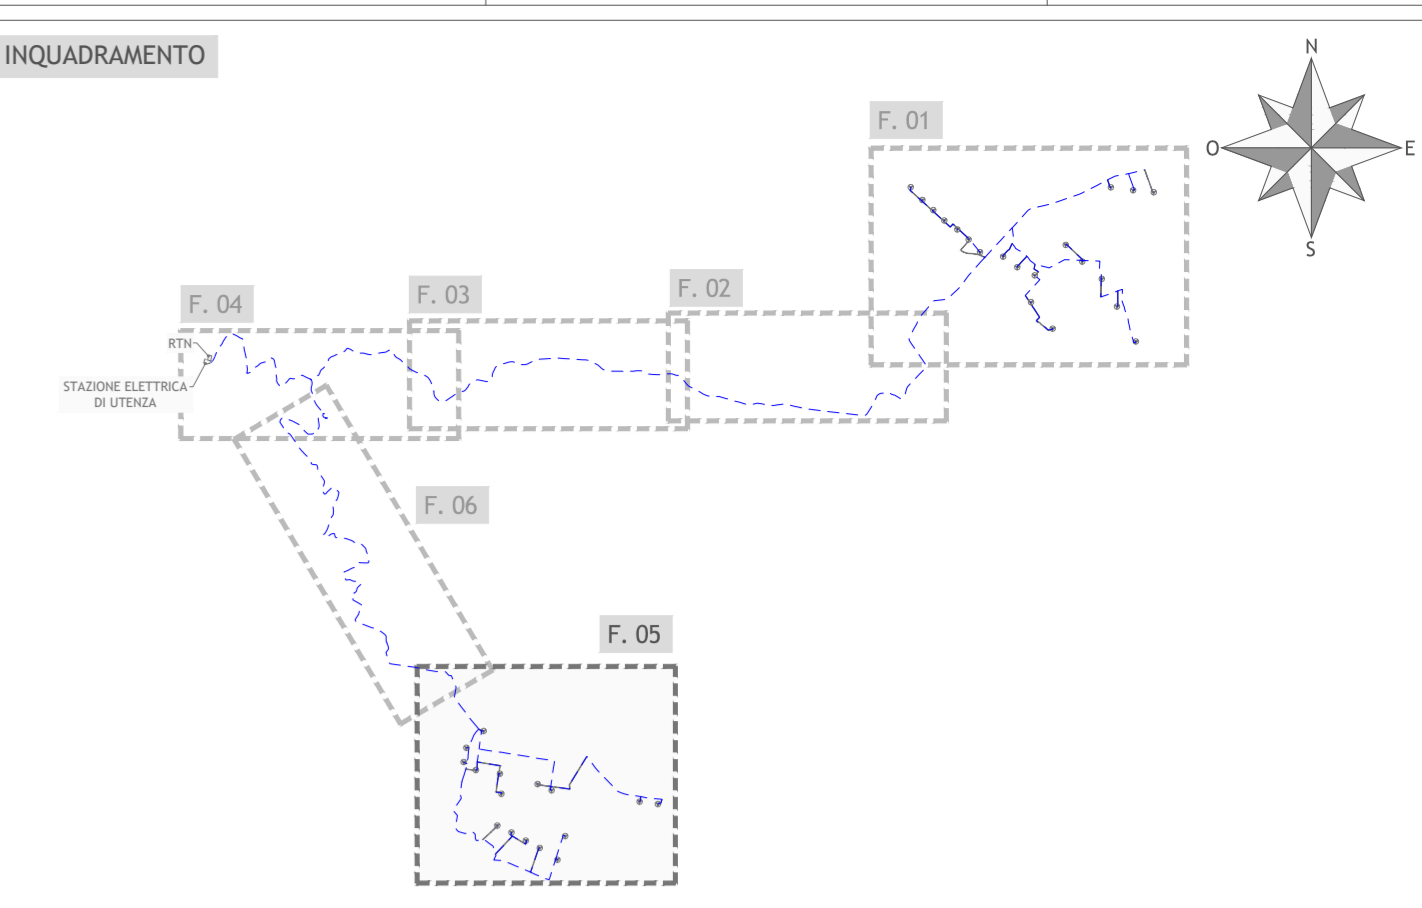 INQUADRAMENTO
N
O
E
S
F. 01
F. 02
F. 03
F. 04
RTN
STAZIONE ELETTRICA
DI UTENZA
F. 06
F. 05